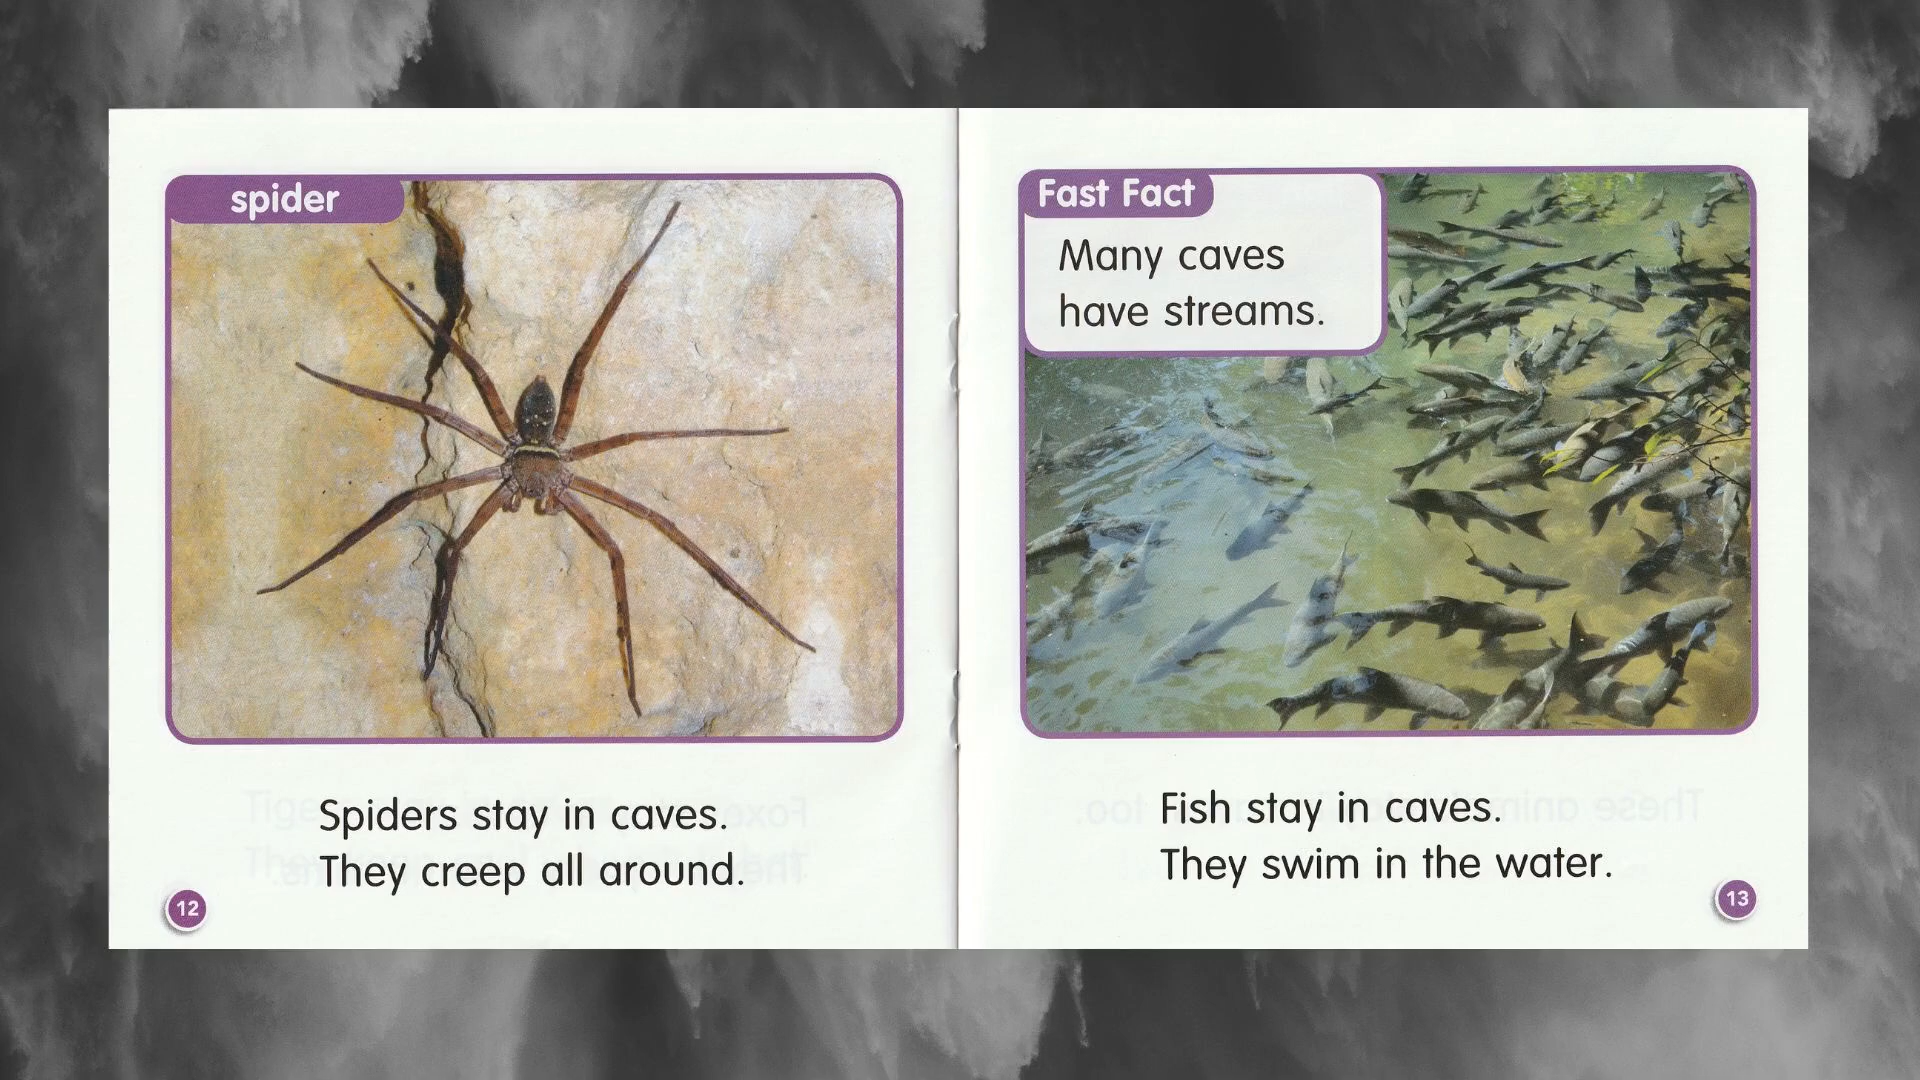 spider
Spiders stay in caves.
They creep all around.
12
Fast Fact
Many caves
have streams.
Fish stay in caves.
They swim in the water.
13